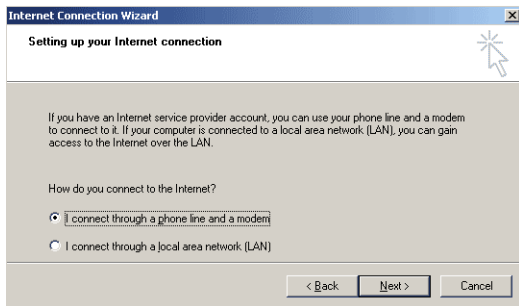 Internet Connection Wizard
Setting up your Internet connection
If you have an Internet service provider account, you can use your phone line and a modem
to connect to it. If your computer is connected to a local area network (LAN), you can gain
access to the Internet over the LAN.
How do you connect to the Internet?
I connect through a phone line and a modem
I connect through a local area network (LAN)
< Back Next > Cancel